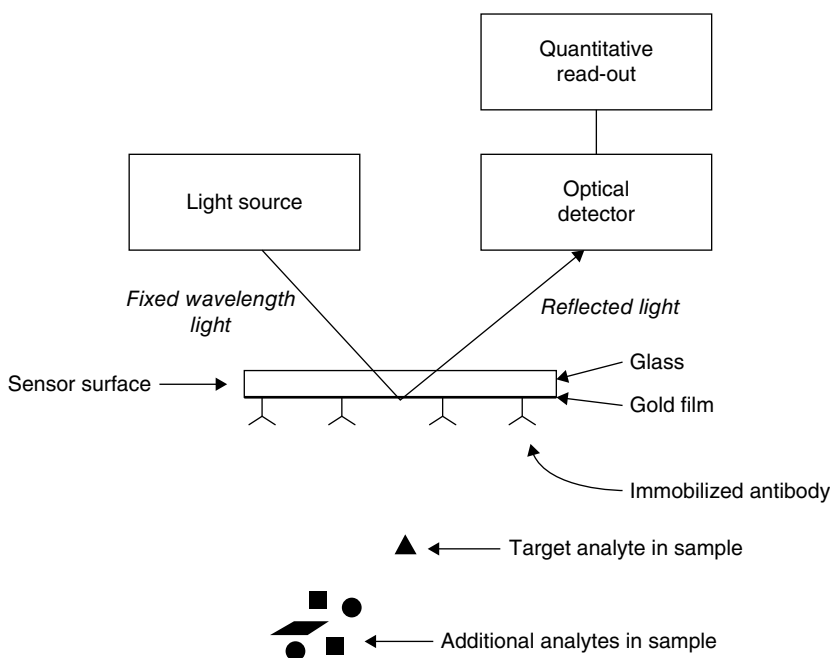 Quantitative
read-out
Light source
Optical
detector
Fixed wavelength
light
Reflected light
Glass
Sensor surface
Gold film
Immobilized antibody
Target analyte in sample
Additional analytes in sample